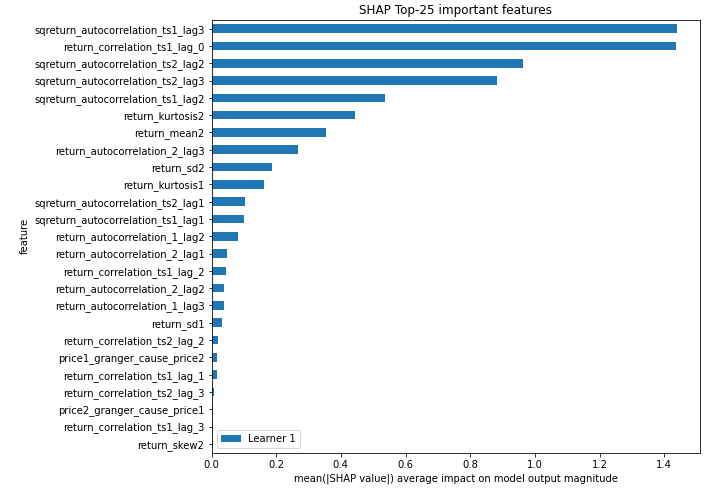 SHAP Top-25 important features
sqreturn_autocorrelation_ts1_lag3
return_correlation_ts1_lag_0
sqreturn_autocorrelation_ts2_lag2
sqreturn_autocorrelation_ts2_lag3
sqreturn_autocorrelation_ts1_lag2
return_kurtosis2
return_mean2
return_autocorrelation_2_lag3
return_sd2
return_kurtosis1
sqreturn_autocorrelation_ts2_lag1
sqreturn_autocorrelation_ts1_lag1
return_autocorrelation_1_lag2
return_autocorrelation_2_lag1
return_correlation_ts1_lag_2
return_autocorrelation_2_lag2
return_autocorrelation_1_lag3
return_sd1
return_correlation_ts2_lag_2
price1_granger_cause_price2
return_correlation_ts1_lag_1
return_correlation_ts2_lag_3
price2_granger_cause_price1
return_correlation_ts1_lag_3
return_skew2
feature
Learner 1
0.0 0.2 0.4 0.6 0.8 1.0 1.2 1.4
mean(|SHAP value|) average impact on model output magnitude